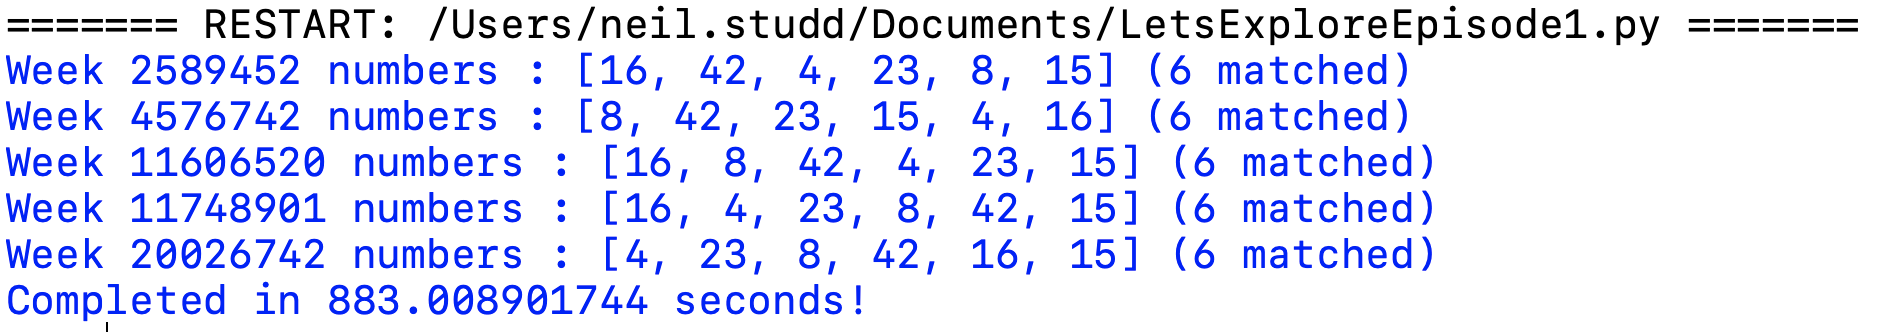 ======= RESTART: /Users/neil.studd/Documents/LetsExploreEpisode1.py =======
Week 2589452 numbers : [16, 42, 4, 23, 8, 15] (6 matched)
Week 4576742 numbers : [8, 42, 23, 15, 4, 16] (6 matched)
Week 11606520 numbers : [16, 8, 42, 4, 23, 15] (6 matched)
Week 11748901 numbers : [16, 4, 23, 8, 42, 15] (6 matched)
Week 20026742 numbers : [4, 23, 8, 42, 16, 15] (6 matched)
Completed in 883.008901744 seconds!